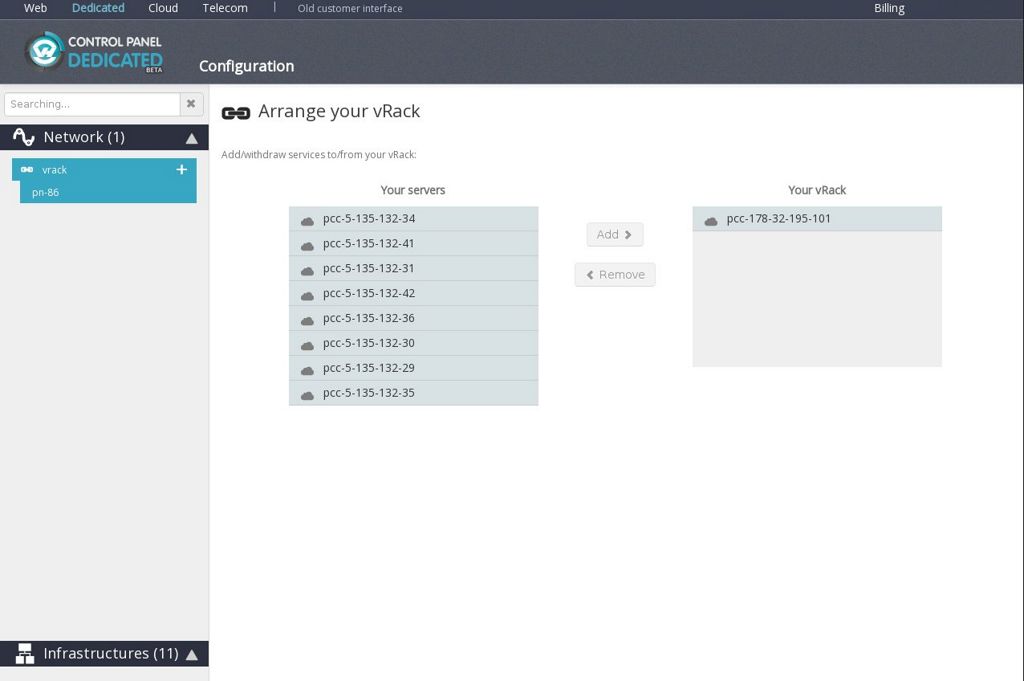 Web Dedicated Cloud Telecom | Old customer interface Billing
CONTROL PANEL
DEDICATED
BETA
Configuration
Searching...
Network (1)
vrack
pn-86
Arrange your vRack
Add/withdraw services to/from your vRack:
Your servers
pcc-5-135-132-34
pcc-5-135-132-41
pcc-5-135-132-31
pcc-5-135-132-42
pcc-5-135-132-36
pcc-5-135-132-30
pcc-5-135-132-29
pcc-5-135-132-35
Add
Remove
Your vRack
pcc-178-32-195-101
Infrastructures (11)